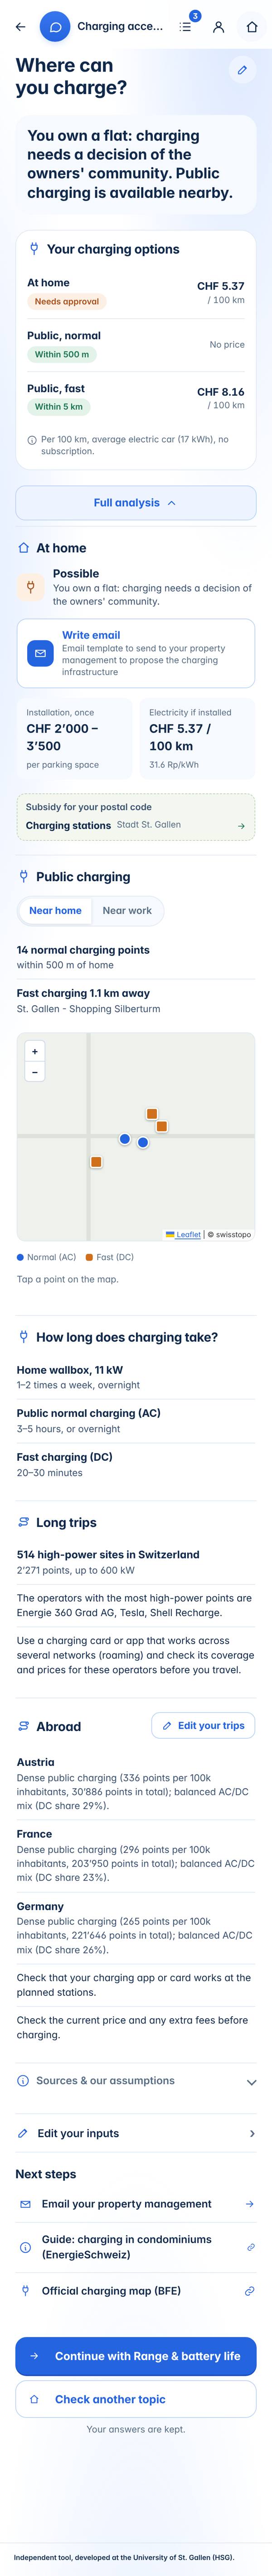 Charging acce...
3
Where can
you charge?
You own a flat: charging
needs a decision of the
owners' community. Public
charging is available nearby.
Your charging options
At home
Needs approval
CHF 5.37
/ 100 km
Public, normal
Within 500 m
No price
Public, fast
Within 5 km
CHF 8.16
/ 100 km
Per 100 km, average electric car (17 kWh), no
subscription.
Full analysis
At home
Possible
You own a flat: charging needs a decision of
the owners' community.
Write email
Email template to send to your property
management to propose the charging
infrastructure
Installation, once
CHF 2'000 –
3'500
per parking space
Electricity if installed
CHF 5.37 /
100 km
31.6 Rp/kWh
Subsidy for your postal code
Charging stations Stadt St. Gallen
Public charging
Near home
Near work
14 normal charging points
within 500 m of home
Fast charging 1.1 km away
St. Gallen - Shopping Silberturm
+
−
Leaflet | © swisstopo
Normal (AC)
Fast (DC)
Tap a point on the map.
How long does charging take?
Home wallbox, 11 kW
1–2 times a week, overnight
Public normal charging (AC)
3–5 hours, or overnight
Fast charging (DC)
20–30 minutes
Long trips
514 high-power sites in Switzerland
2'271 points, up to 600 kW
The operators with the most high-power points are
Energie 360 Grad AG, Tesla, Shell Recharge.
Use a charging card or app that works across
several networks (roaming) and check its coverage
and prices for these operators before you travel.
Abroad
Edit your trips
Austria
Dense public charging (336 points per 100k
inhabitants, 30'886 points in total); balanced AC/DC
mix (DC share 29%).
France
Dense public charging (296 points per 100k
inhabitants, 203'950 points in total); balanced AC/DC
mix (DC share 23%).
Germany
Dense public charging (265 points per 100k
inhabitants, 221'646 points in total); balanced AC/DC
mix (DC share 26%).
Check that your charging app or card works at the
planned stations.
Check the current price and any extra fees before
charging.
Sources & our assumptions
Edit your inputs
Next steps
Email your property management
Guide: charging in condominiums
(EnergieSchweiz)
Official charging map (BFE)
Continue with Range & battery life
Check another topic
Your answers are kept.
Independent tool, developed at the University of St. Gallen (HSG).